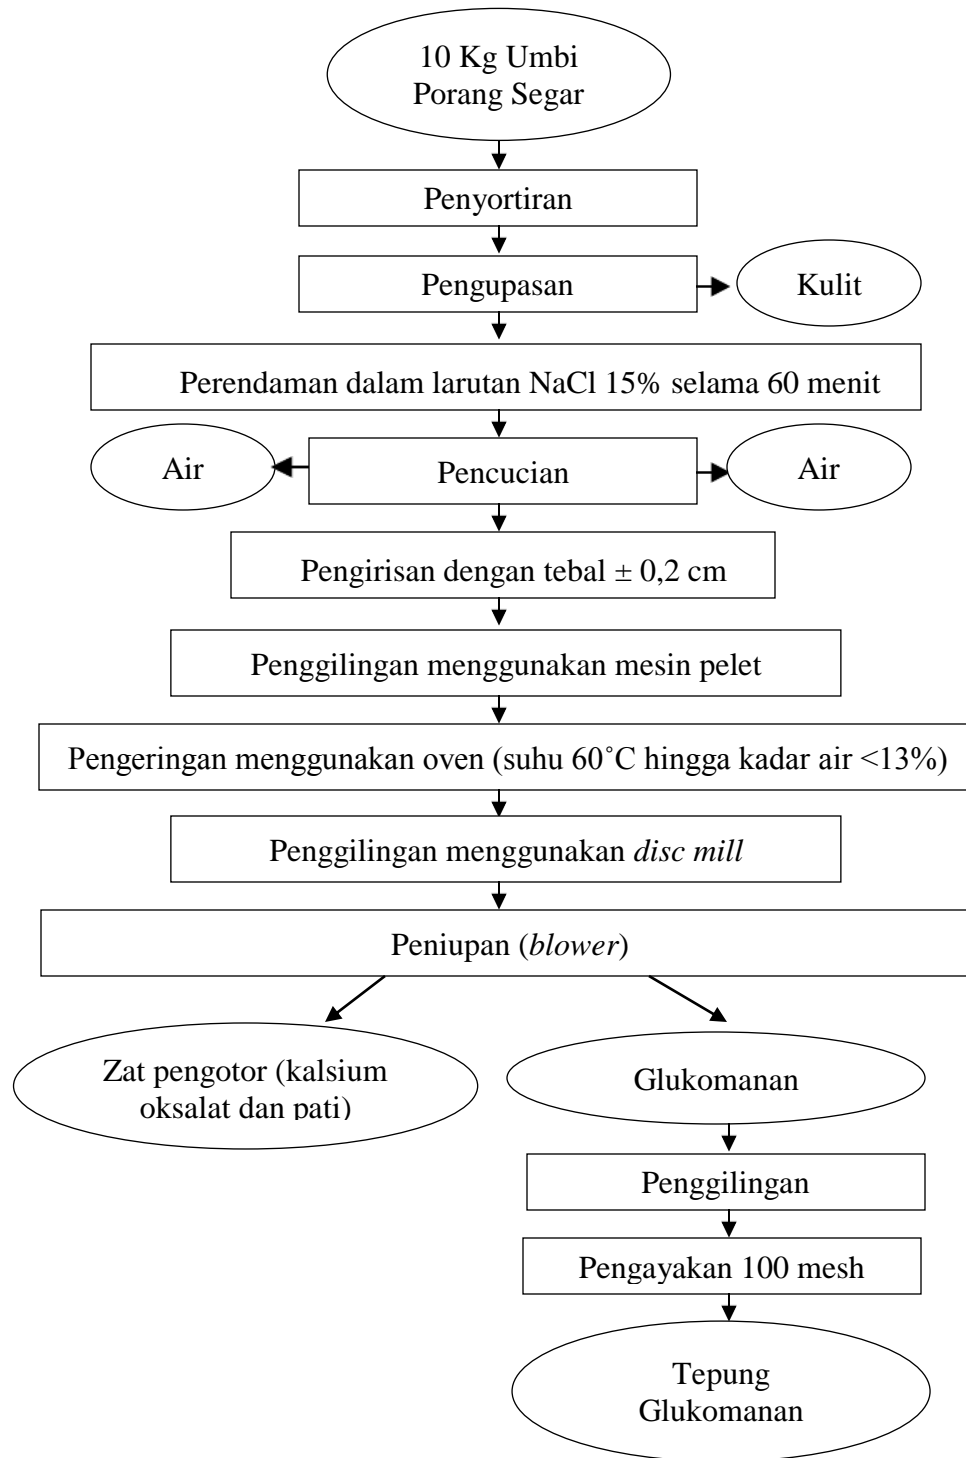 10 Kg Umbi
Porang Segar
Penyortiran
Pengupasan
Kulit
Perendaman dalam larutan NaCl 15% selama 60 menit
Air
Pencucian
Air
Pengirisan dengan tebal ± 0,2 cm
Penggilingan menggunakan mesin pelet
Pengeringan menggunakan oven (suhu 60˚C hingga kadar air <13%)
Penggilingan menggunakan disc mill
Peniupan (blower)
Zat pengotor (kalsium
oksalat dan pati)
Glukomanan
Penggilingan
Pengayakan 100 mesh
Tepung
Glukomanan